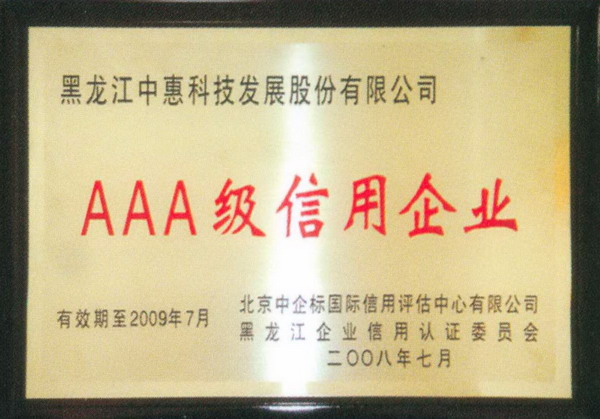 黑龙江中惠科技发展股份有限公司
AAA级信用企业
有效期至2009年7月
北京中企标国际信用评估中心有限公司
黑龙江企业信用认证委员会
二〇〇八年七月